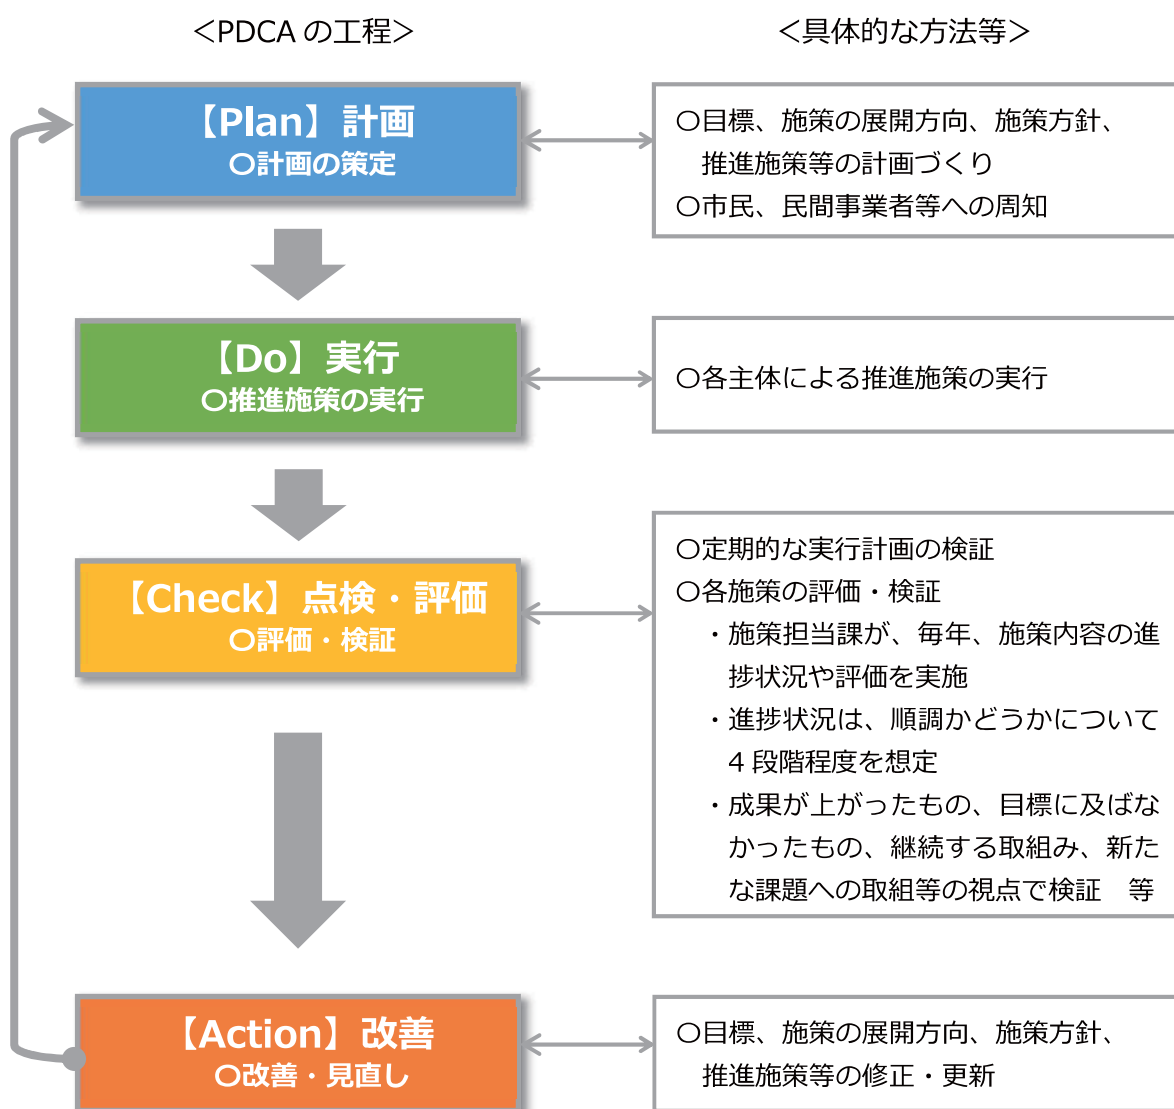 ＜PDCA の工程＞
＜具体的な方法等＞
【Plan】計画
〇計画の策定
〇目標、施策の展開方向、施策方針、
推進施策等の計画づくり
〇市民、民間事業者等への周知
【Do】実行
〇推進施策の実行
〇各主体による推進施策の実行
【Check】点検・評価
〇評価・検証
〇定期的な実行計画の検証
〇各施策の評価・検証
・施策担当課が、毎年、施策内容の進
捗状況や評価を実施
・進捗状況は、順調かどうかについて
４段階程度を想定
・成果が上がったもの、目標に及ばな
かったもの、継続する取組み、新た
な課題への取組等の視点で検証　等
【Action】改善
〇改善・見直し
〇目標、施策の展開方向、施策方針、
推進施策等の修正・更新